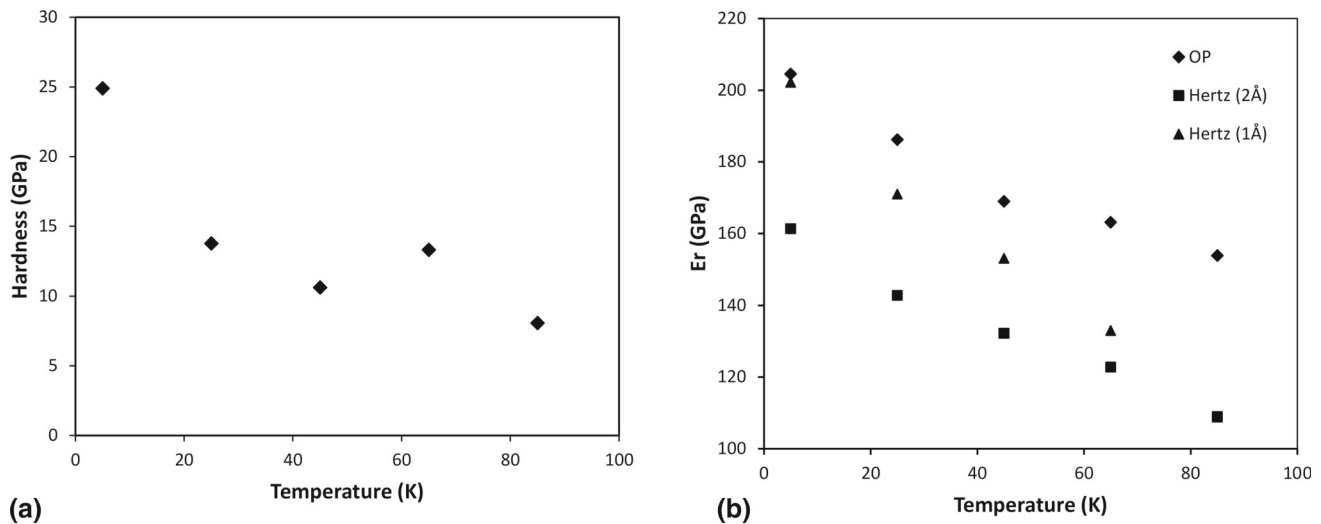 30
25
20
15
10
5
0
Hardness (GPa)
0 20 40 60 80 100
Temperature (K)
(a)
220
200
180
160
140
120
100
Er (GPa)
OP
Hertz (2Å)
Hertz (1Å)
0 20 40 60 80 100
Temperature (K)
(b)